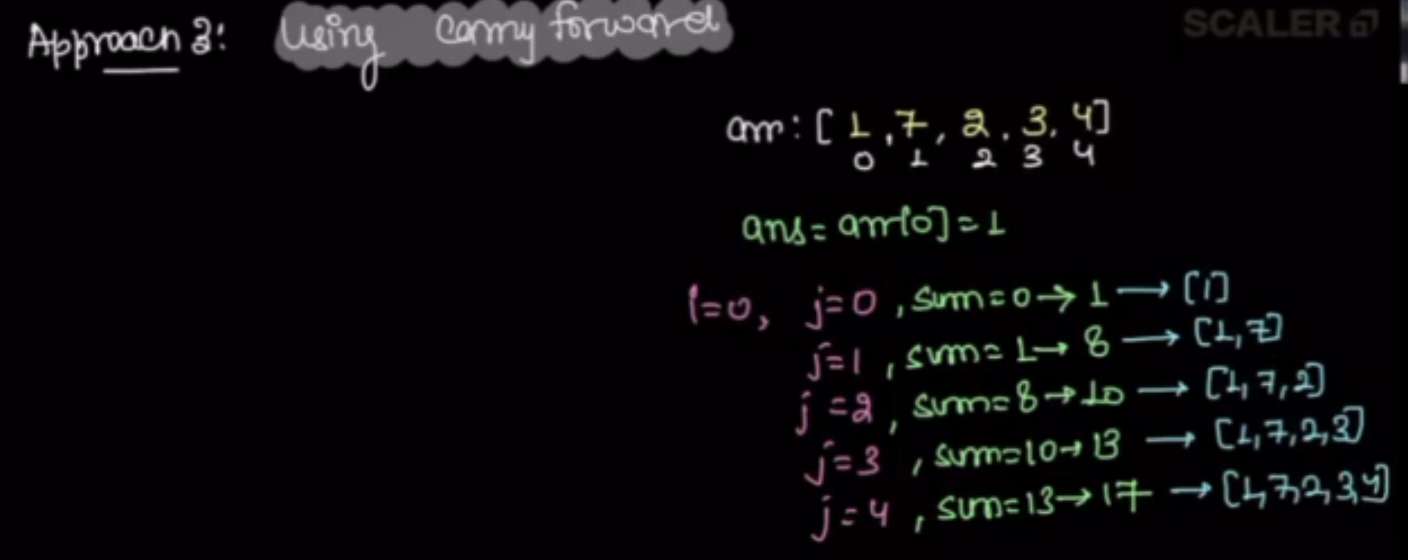 Approach 3: Using carry forward
SCALER
arr: [1, 7, 2, 3, 4]
0 1 2 3 4
ans = arr[0] = 1
i=0, j=0, sum=0→1→[1]
j=1, sum=1→8→[1,7]
j=2, sum=8→10→[1,7,2]
j=3, sum=10→13→[1,7,2,3]
j=4, sum=13→17→[1,7,2,3,4]